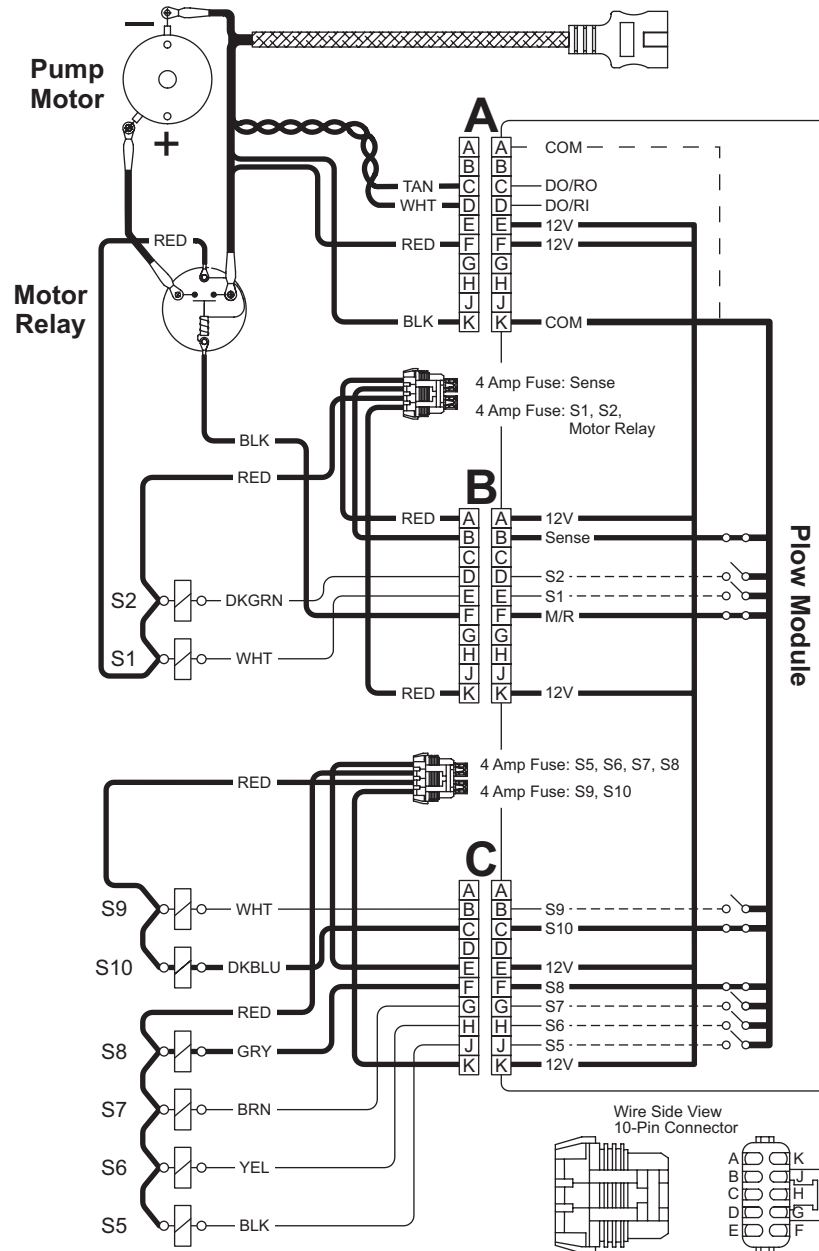 Pump
Motor
−
+
RED
Motor
Relay
BLK
RED
A
A A COM
B B
TAN C C DO/RO
WHT D D DO/RI
E E 12V
RED F F 12V
G G
H H
J J
BLK K K COM
4 Amp Fuse: Sense
4 Amp Fuse: S1, S2,
Motor Relay
B
RED A A 12V
B B Sense
C C
S2 DKGRN D D S2
E E S1
F F M/R
G G
S1 WHT H H
J J
RED K K 12V
Plow Module
4 Amp Fuse: S5, S6, S7, S8
RED
4 Amp Fuse: S9, S10
C
A A
S9 WHT B B S9
C C S10
D D
S10 DKBLU E E 12V
F F S8
RED G G S7
H H S6
S8 GRY J J S5
K K 12V
S7 BRN
S6 YEL
S5 BLK
Wire Side View
10-Pin Connector
A K
B J
C H
D G
E F